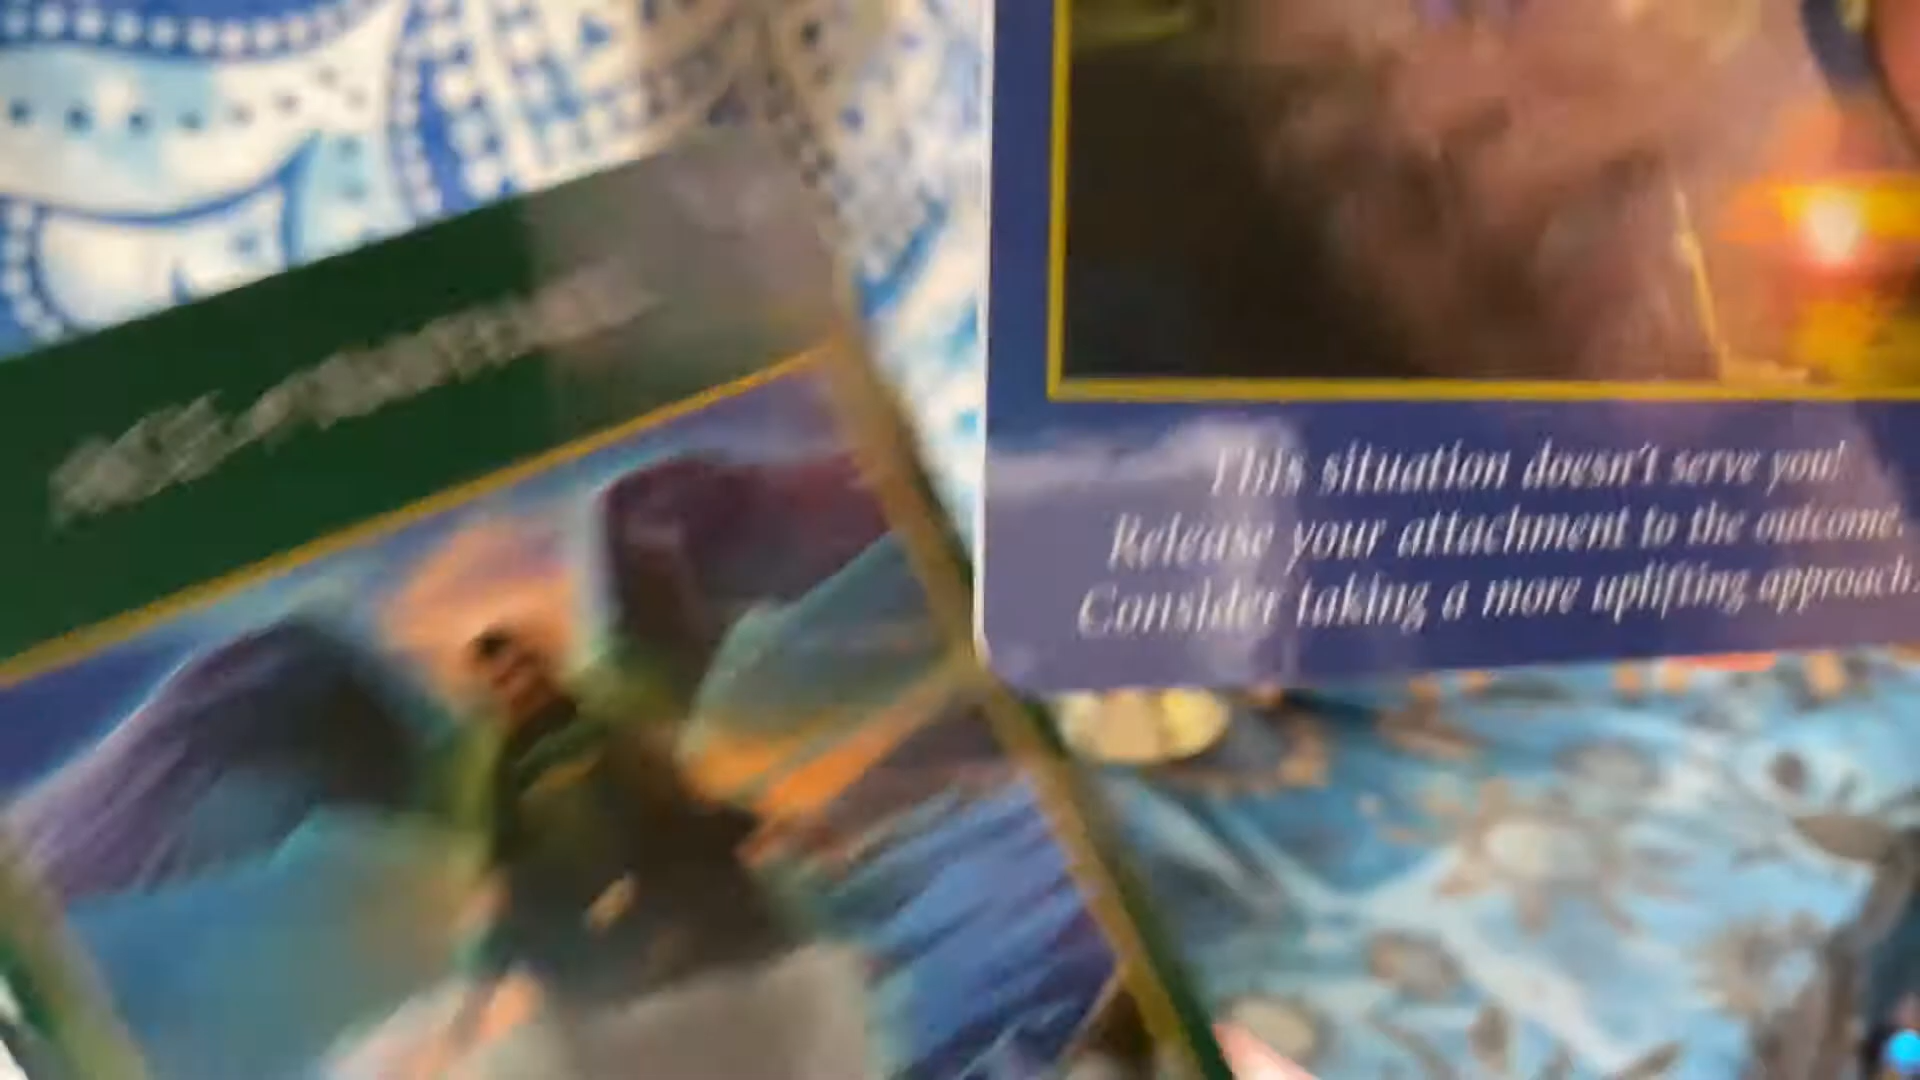 This situation doesn't serve you!
Release your attachment to the outcome.
Consider taking a more uplifting approach.